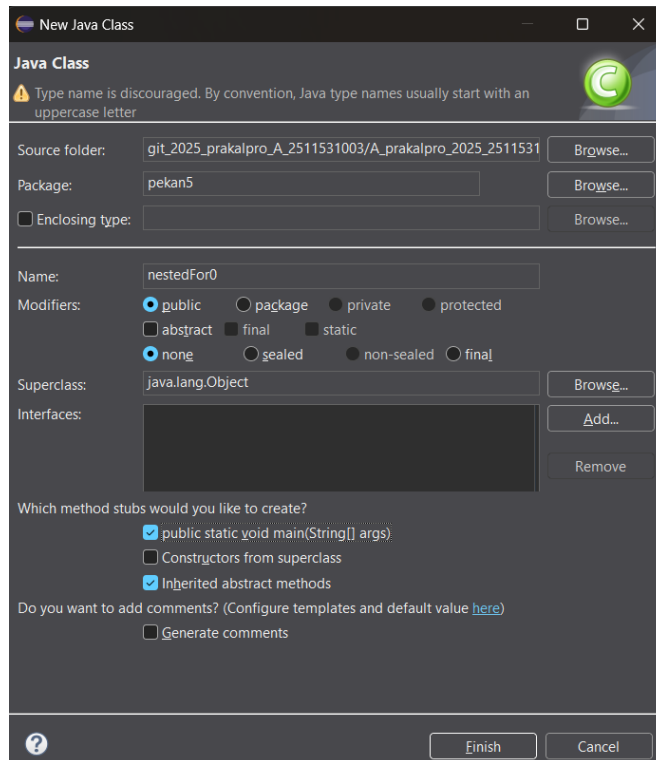 New Java Class
Java Class
Type name is discouraged. By convention, Java type names usually start with an
uppercase letter
Source folder: git_2025_prakalpro_A_2511531003/A_prakalpro_2025_2511531 Browse...
Package: pekan5 Browse...
Enclosing type: Browse...
Name: nestedFor0
Modifiers: public package private protected
abstract final static
none sealed non-sealed final
Superclass: java.lang.Object Browse...
Interfaces: Add...
Remove
Which method stubs would you like to create?
public static void main(String[] args)
Constructors from superclass
Inherited abstract methods
Do you want to add comments? (Configure templates and default value here)
Generate comments
? Finish Cancel